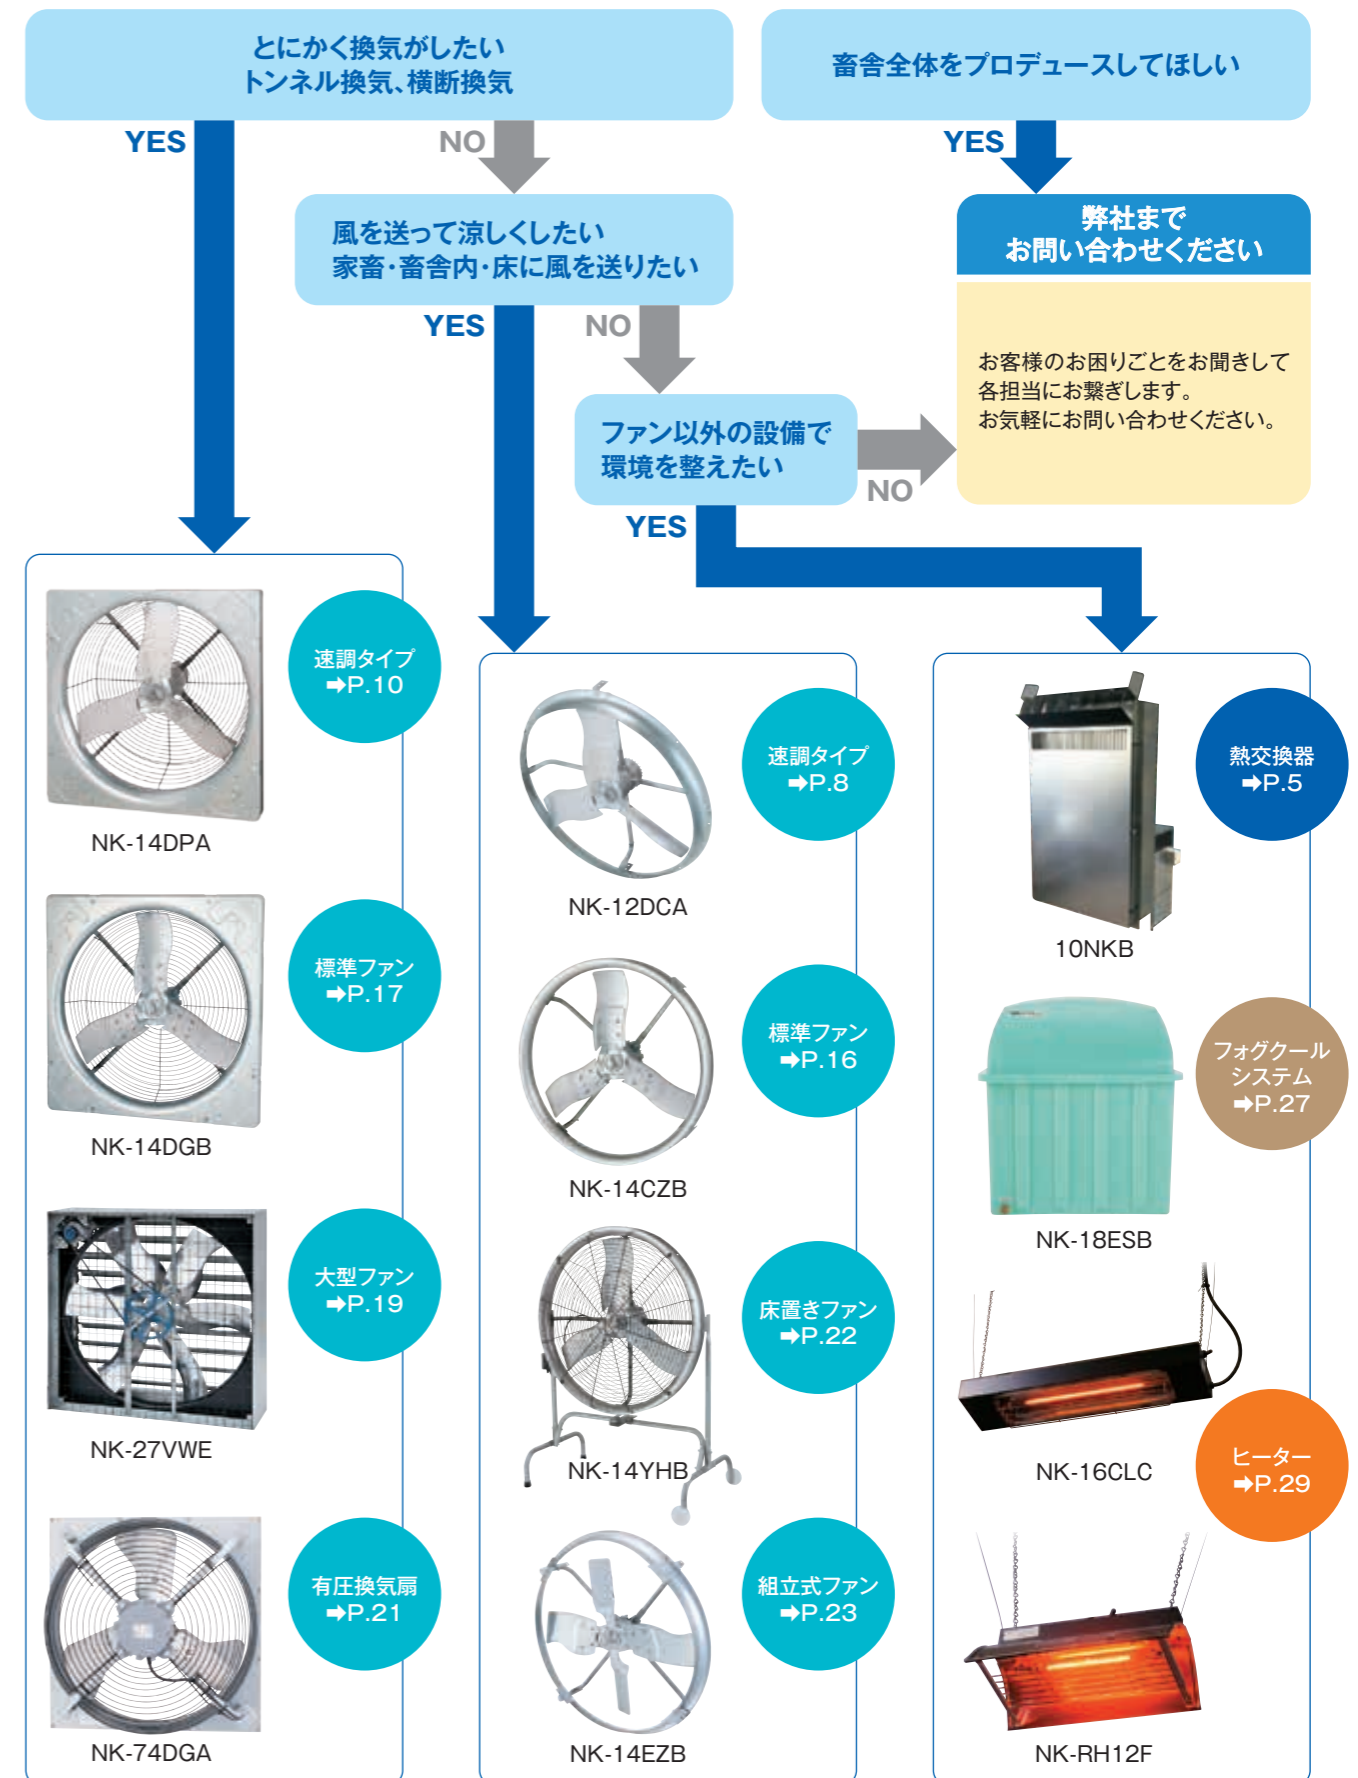 とにかく換気がしたい
トンネル換気、横断換気
畜舎全体をプロデュースしてほしい
YES
NO
YES
風を送って涼しくしたい
家畜・畜舎内・床に風を送りたい
弊社まで
お問い合わせください
お客様のお困りごとをお聞きして
各担当にお繋ぎします。
お気軽にお問い合わせください。
YES
NO
ファン以外の設備で
環境を整えたい
NO
YES
速調タイプ
➡P.10
NK-14DPA
標準ファン
➡P.17
NK-14DGB
大型ファン
➡P.19
NK-27VWE
有圧換気扇
➡P.21
NK-74DGA
速調タイプ
➡P.8
NK-12DCA
標準ファン
➡P.16
NK-14CZB
床置きファン
➡P.22
NK-14YHB
組立式ファン
➡P.23
NK-14EZB
熱交換器
➡P.5
10NKB
フォグクール
システム
➡P.27
NK-18ESB
NK-16CLC
ヒーター
➡P.29
NK-RH12F